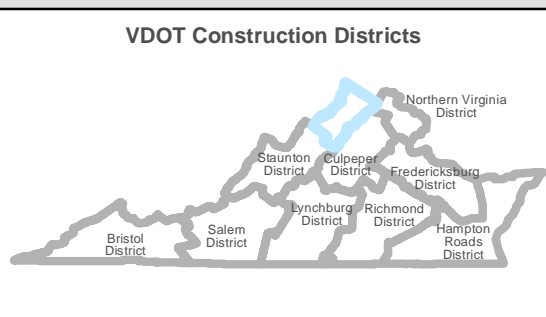 VDOT Construction Districts
Northern Virginia
District
Staunton
District
Culpeper
District
Fredericksburg
District
Lynchburg
District
Richmond
District
Salem
District
Bristol
District
Hampton
Roads
District